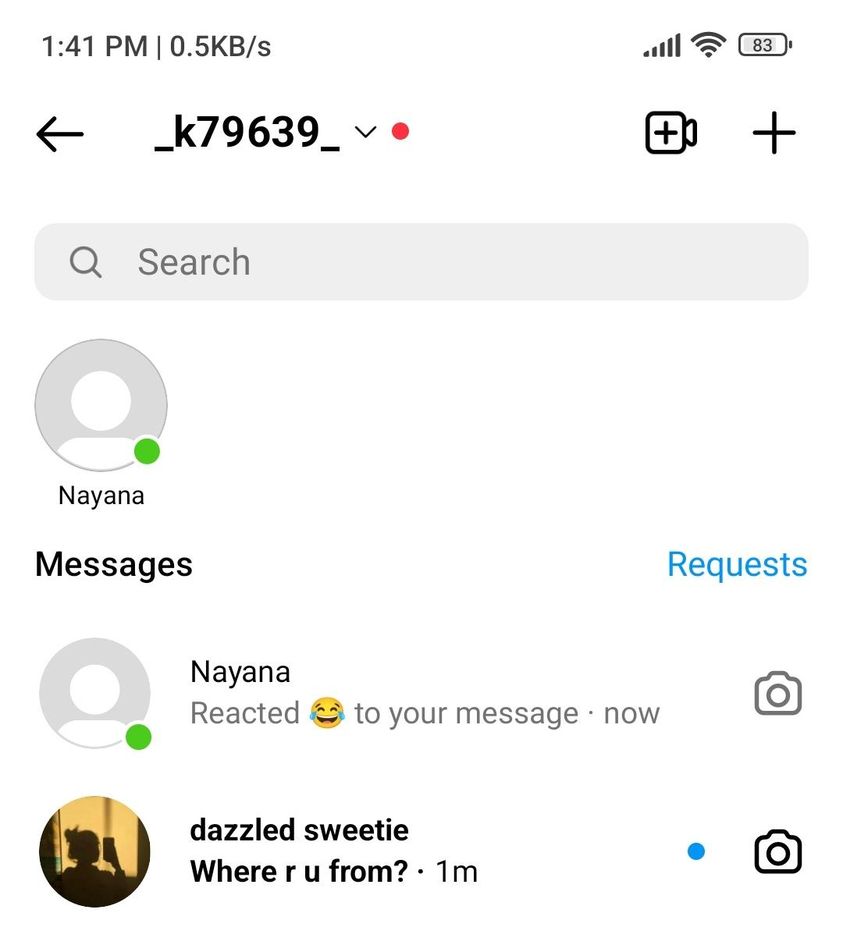 1:41 PM | 0.5KB/s 83
_k79639_
Search
Nayana
Messages Requests
Nayana
Reacted 😂 to your message · now
dazzled sweetie
Where r u from? · 1m